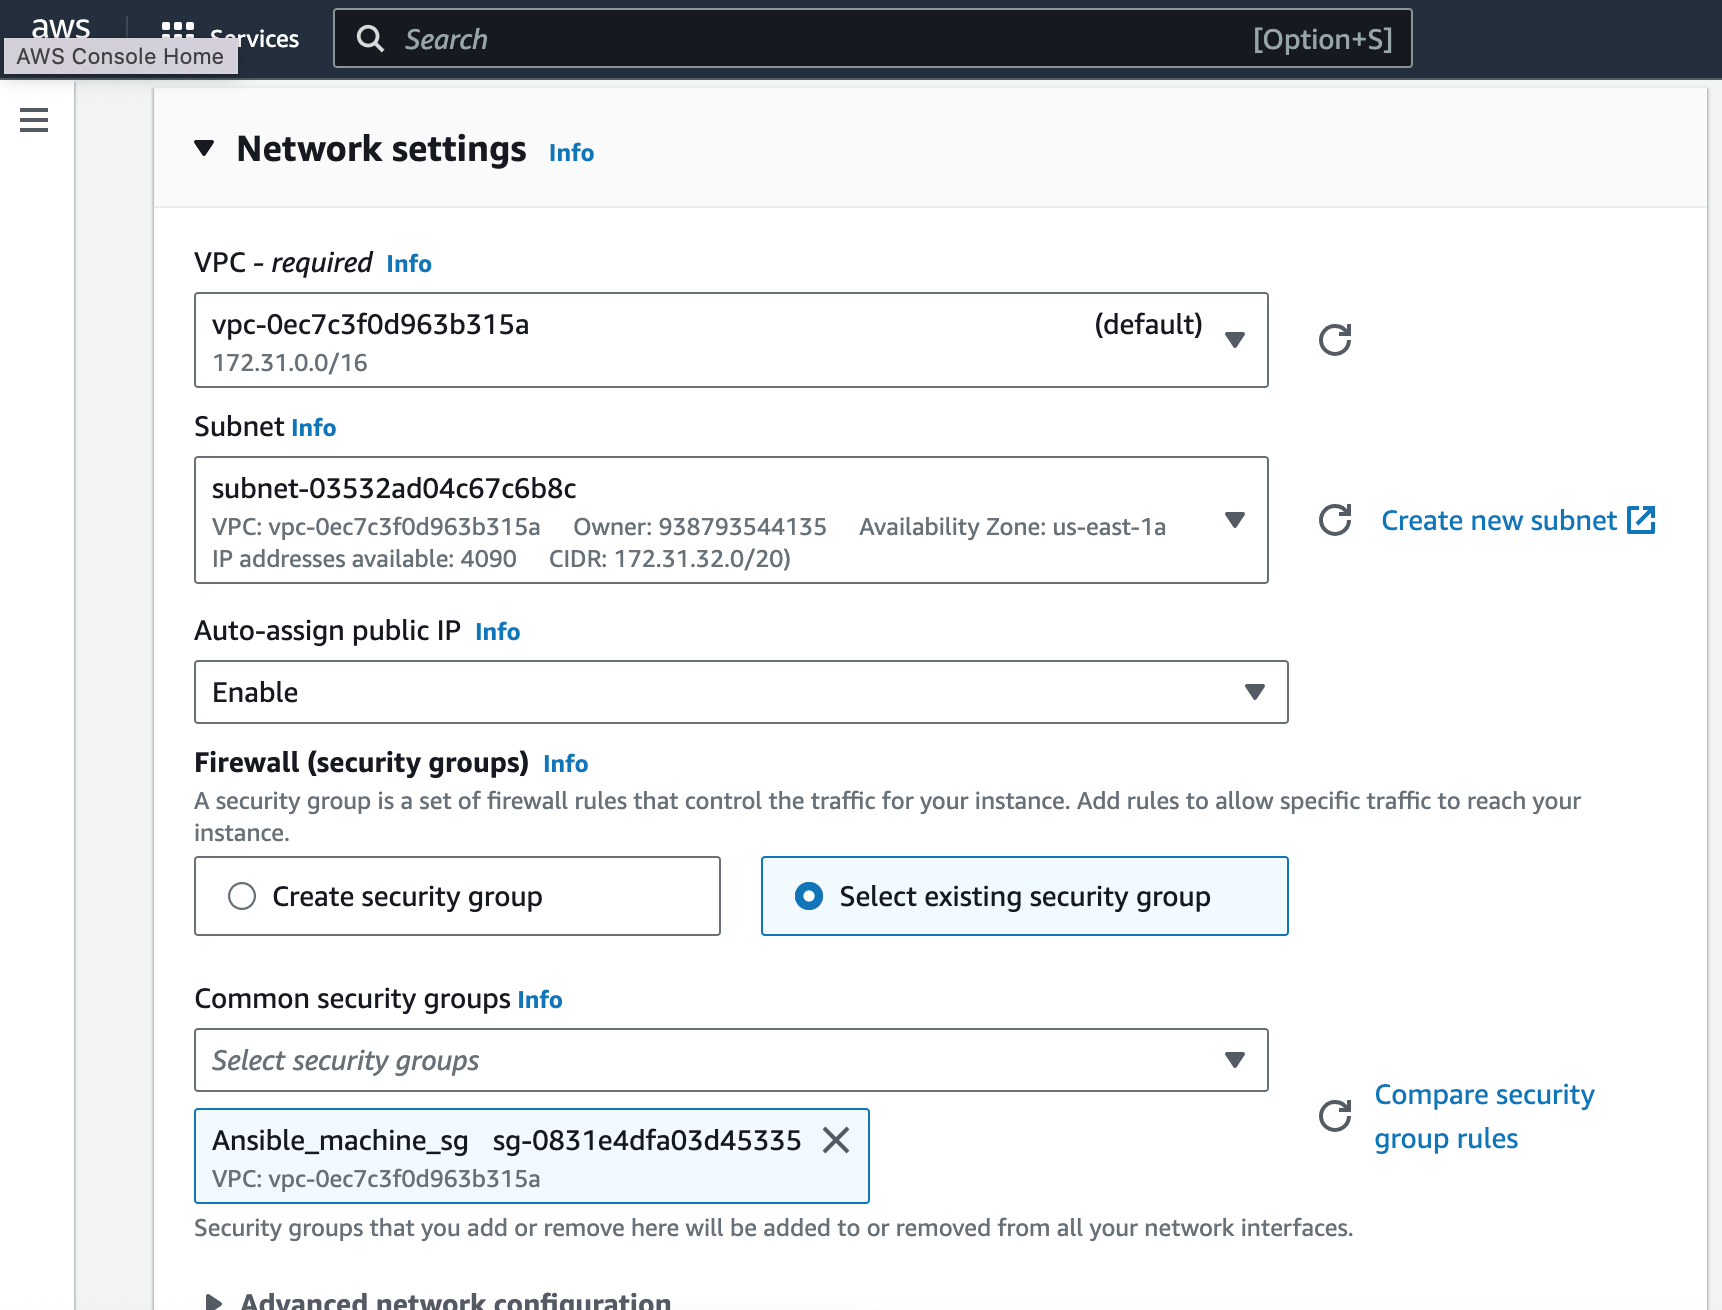 aws
Services
Search
[Option+S]
AWS Console Home
Network settings Info
VPC - required Info
vpc-0ec7c3f0d963b315a (default)
172.31.0.0/16
Subnet Info
subnet-03532ad04c67c6b8c
VPC: vpc-0ec7c3f0d963b315a Owner: 938793544135 Availability Zone: us-east-1a
IP addresses available: 4090 CIDR: 172.31.32.0/20)
Create new subnet
Auto-assign public IP Info
Enable
Firewall (security groups) Info
A security group is a set of firewall rules that control the traffic for your instance. Add rules to allow specific traffic to reach your
instance.
Create security group
Select existing security group
Common security groups Info
Select security groups
Compare security
group rules
Ansible_machine_sg sg-0831e4dfa03d45335
VPC: vpc-0ec7c3f0d963b315a
Security groups that you add or remove here will be added to or removed from all your network interfaces.
Advanced network configuration